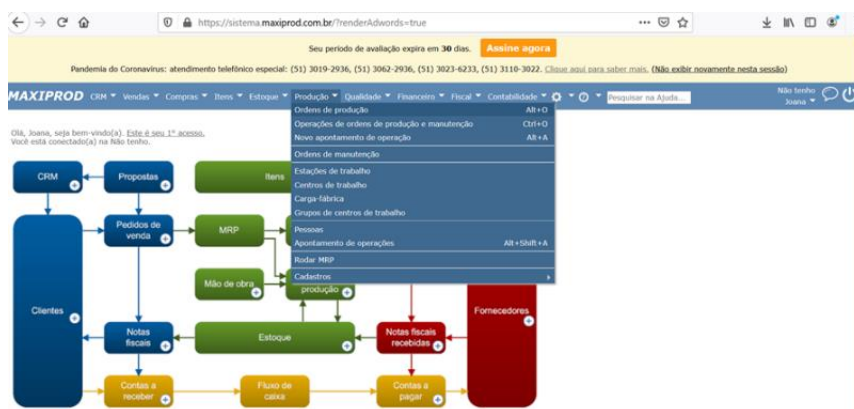 https://sistema.maxiprod.com.br/?renderAdwords=true
Seu período de avaliação expira em 30 dias. Assine agora
Pandemia do Coronavírus: atendimento telefônico especial: (51) 3019-2936, (51) 3062-2936, (51) 3023-6233, (51) 3110-3022. Clique aqui para saber mais. (Não exibir novamente nesta sessão)
MAXIPROD CRM Vendas Compras Itens Estoque Produção Qualidade Financeiro Fiscal Contabilidade Pesquisar na Ajuda... Não tenho
Joana
Ordens de produção Alt+O
Operações de ordens de produção e manutenção Ctrl+O
Novo apontamento de operação Alt+A
Ordens de manutenção
Estações de trabalho
Centros de trabalho
Carga-fábrica
Grupos de centros de trabalho
Pessoas
Apontamento de operações Alt+Shift+A
Rodar MRP
Cadastros
Olá, Joana, seja bem-vindo(a). Este é seu 1º acesso.
Você está conectado(a) na Não tenho.
CRM
Propostas
Itens
Pedidos de
venda
MRP
Mão de obra
produção
Clientes
Fornecedores
Notas
fiscais
Estoque
Notas fiscais
recebidas
Contas a
receber
Fluxo de
caixa
Contas a
pagar